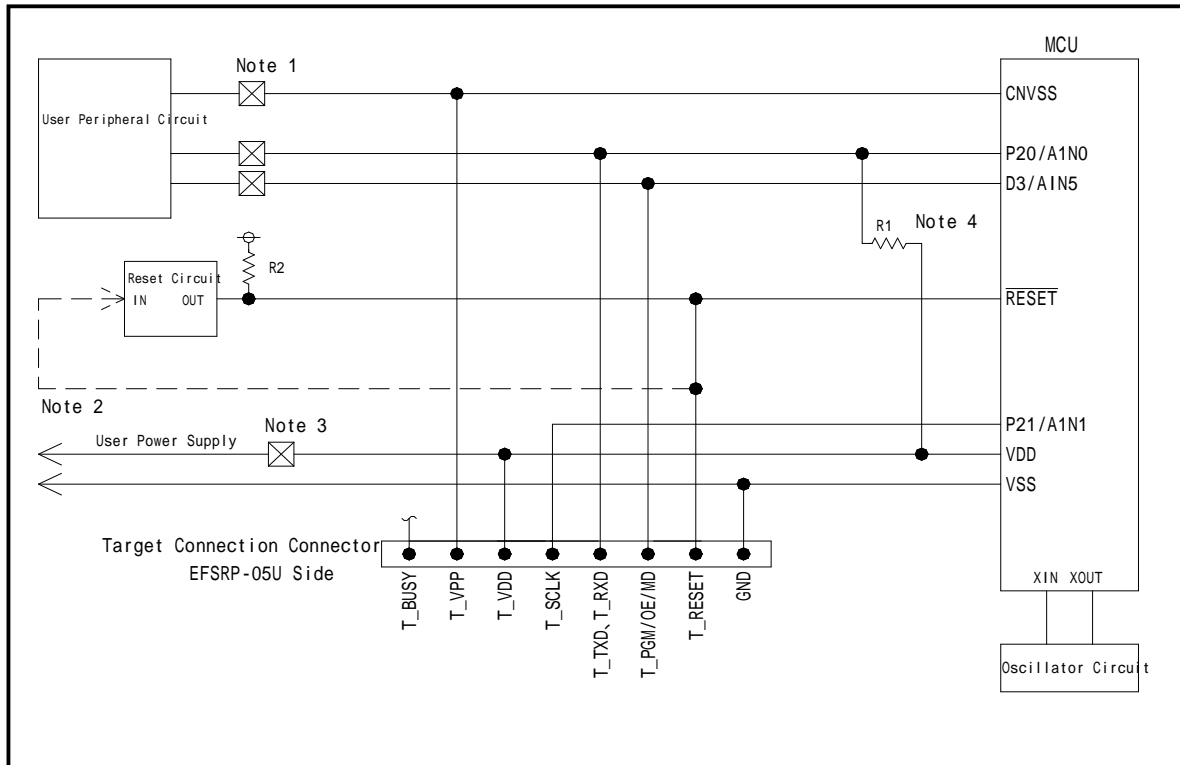 MCU
Note 1
CNVSS
User Peripheral Circuit
P20/A1N0
D3/AIN5
R1
Note 4
R2
Reset Circuit
IN OUT
RESET
Note 2
Note 3
P21/A1N1
User Power Supply
VDD
VSS
Target Connection Connector
EFSRP-05U Side
T_BUSY
T_VPP
T_VDD
T_SCLK
T_TXD、T_RXD
T_PGM/OE/MD
T_RESET
GND
XIN XOUT
Oscillator Circuit